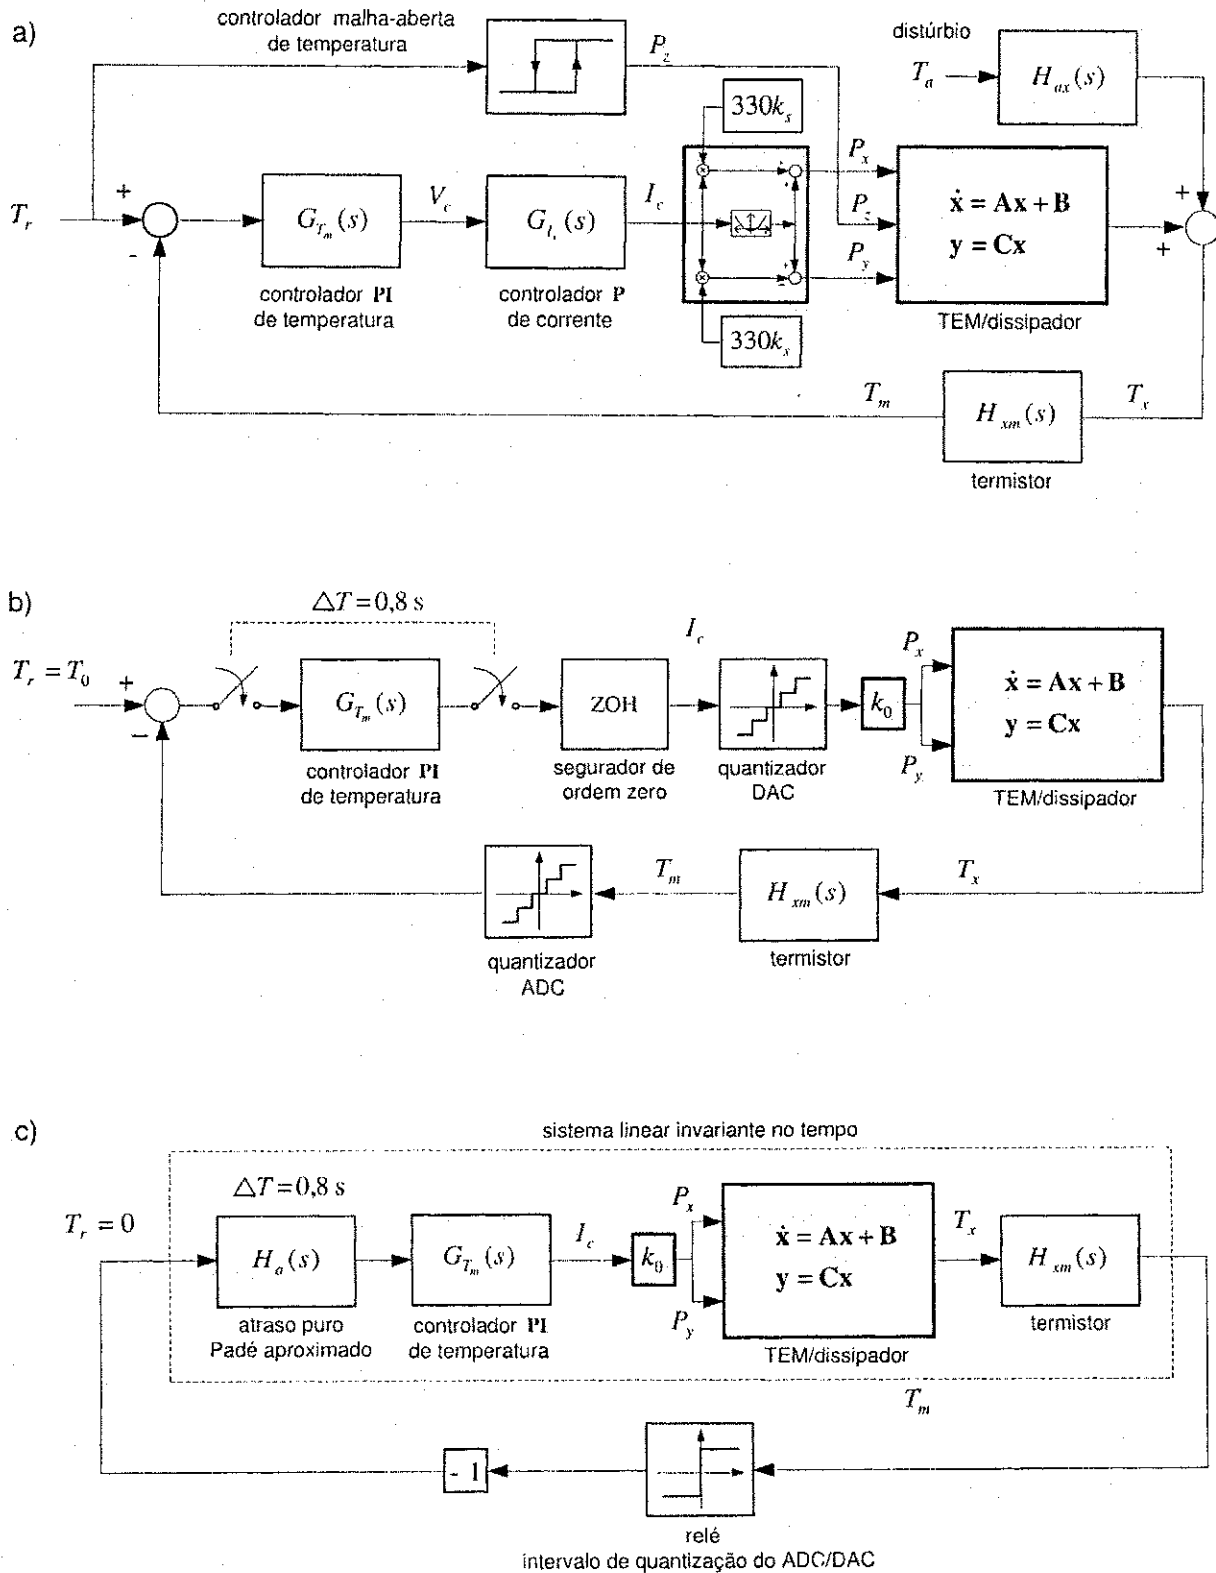 a)
controlador malha-aberta
de temperatura
P_z
distúrbio
T_a
H_ax(s)
330k_s
T_r
+
-
G_Tm(s)
V_c
G_Ic(s)
I_c
P_x
P_z
P_y
ẋ = Ax + B
y = Cx
+
+
controlador PI
de temperatura
controlador P
de corrente
TEM/dissipador
330k_s
T_m
H_xm(s)
T_x
termistor
b)
△T = 0,8 s
T_r = T_0
+
−
G_Tm(s)
ZOH
I_c
k_0
P_x
P_y
ẋ = Ax + B
y = Cx
controlador PI
de temperatura
segurador de
ordem zero
quantizador
DAC
TEM/dissipador
T_m
H_xm(s)
T_x
quantizador
ADC
termistor
c)
sistema linear invariante no tempo
△T = 0,8 s
T_r = 0
H_a(s)
G_Tm(s)
I_c
k_0
P_x
P_y
ẋ = Ax + B
y = Cx
T_x
H_xm(s)
atraso puro
Padé aproximado
controlador PI
de temperatura
TEM/dissipador
termistor
T_m
- 1
relé
intervalo de quantização do ADC/DAC